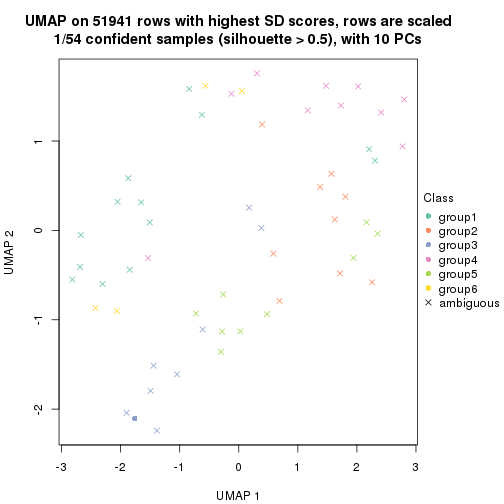 UMAP on 51941 rows with highest SD scores, rows are scaled
1/54 confident samples (silhouette > 0.5), with 10 PCs
UMAP 2
1
0
-1
-2
-3
-2
-1
0
1
2
3
UMAP 1
Class
group1
group2
group3
group4
group5
group6
ambiguous